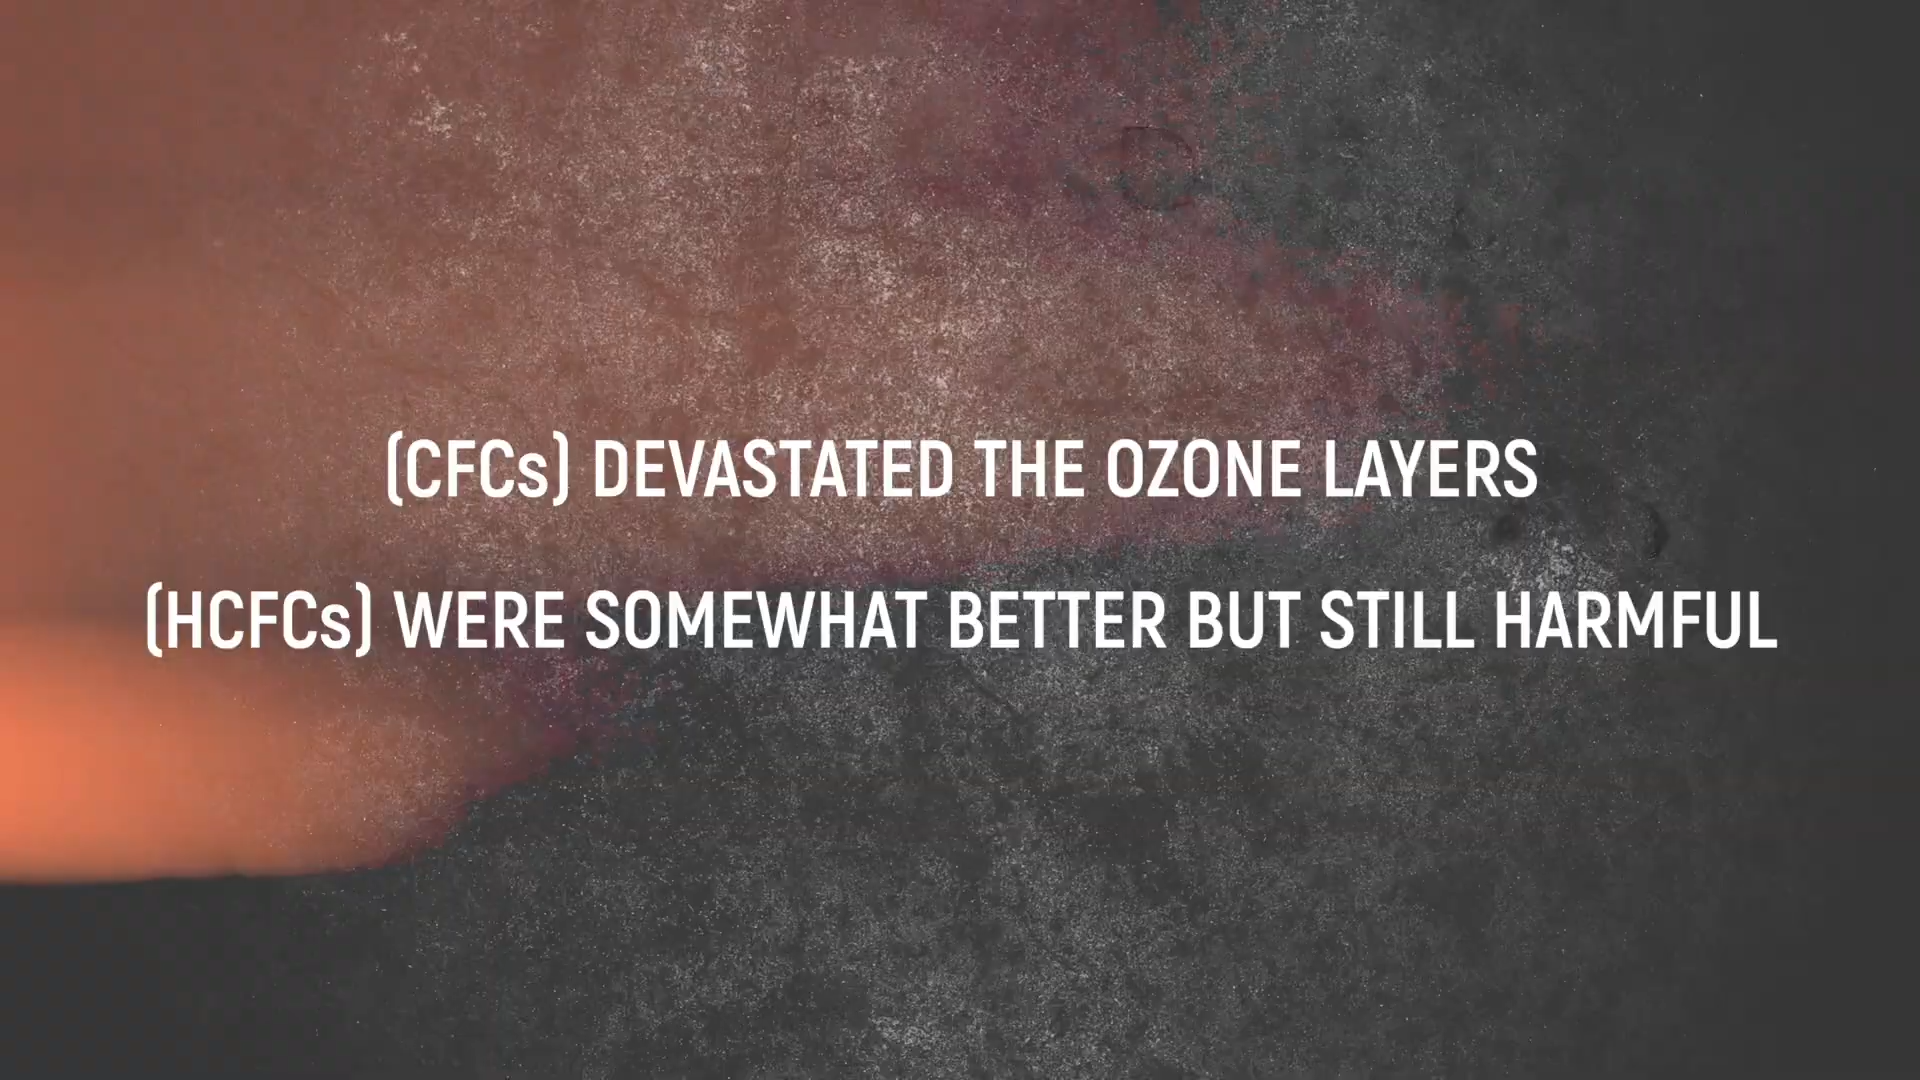 (CFCs) DEVASTATED THE OZONE LAYERS
(HCFCs) WERE SOMEWHAT BETTER BUT STILL HARMFUL